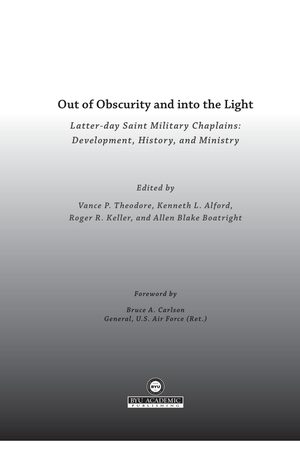 Out of Obscurity and into the Light
Latter-day Saint Military Chaplains:
Development, History, and Ministry
Edited by
Vance P. Theodore, Kenneth L. Alford,
Roger R. Keller, and Allen Blake Boatright
Foreword by
Bruce A. Carlson
General, U.S. Air Force (Ret.)
BYU
BYU ACADEMIC
PUBLISHING